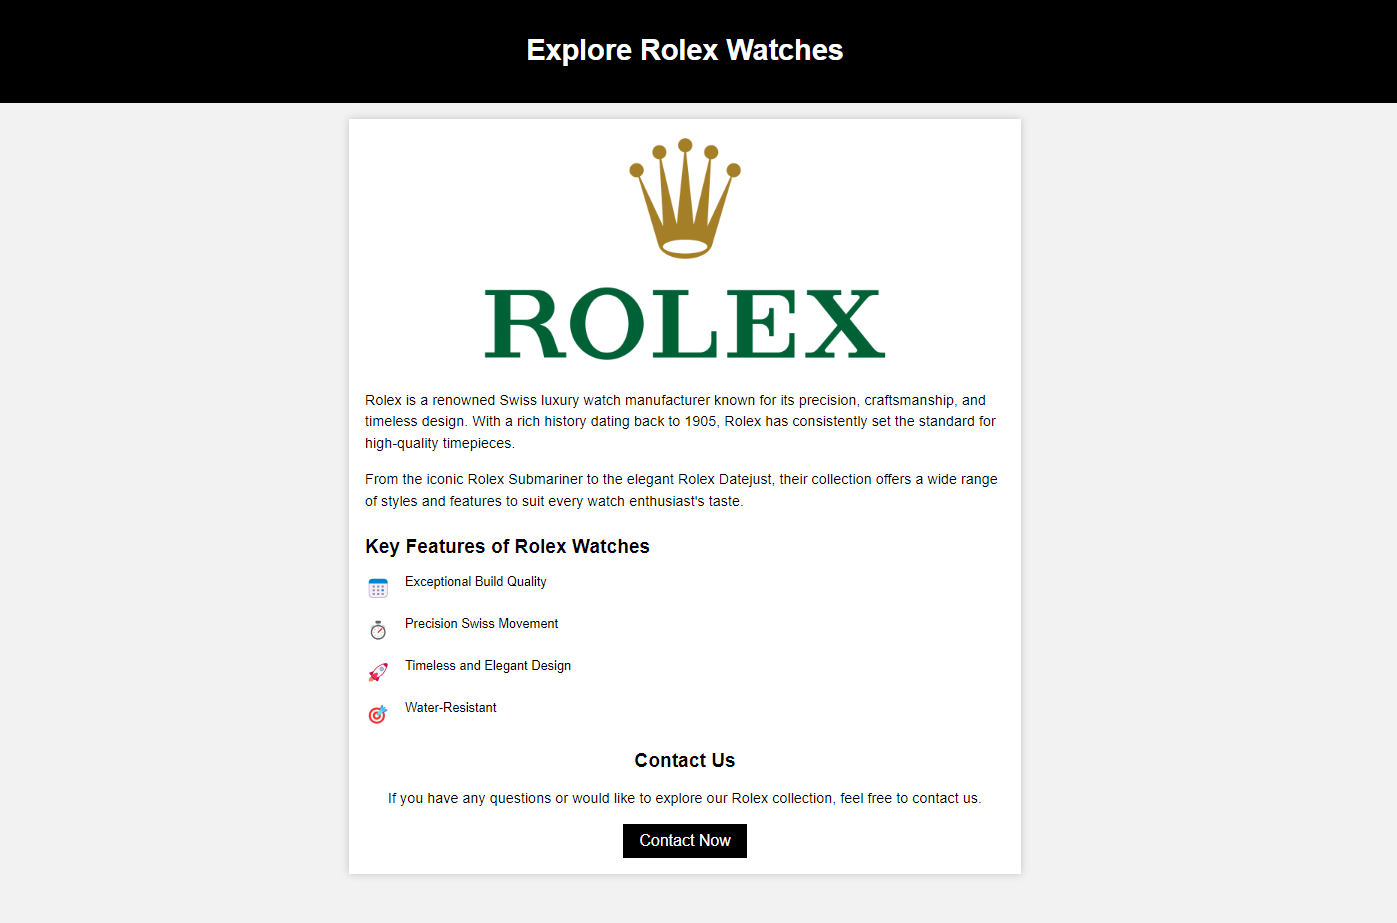 Explore Rolex Watches
ROLEX
Rolex is a renowned Swiss luxury watch manufacturer known for its precision, craftsmanship, and
timeless design. With a rich history dating back to 1905, Rolex has consistently set the standard for
high-quality timepieces.
From the iconic Rolex Submariner to the elegant Rolex Datejust, their collection offers a wide range
of styles and features to suit every watch enthusiast's taste.
Key Features of Rolex Watches
Exceptional Build Quality
Precision Swiss Movement
Timeless and Elegant Design
Water-Resistant
Contact Us
If you have any questions or would like to explore our Rolex collection, feel free to contact us.
Contact Now